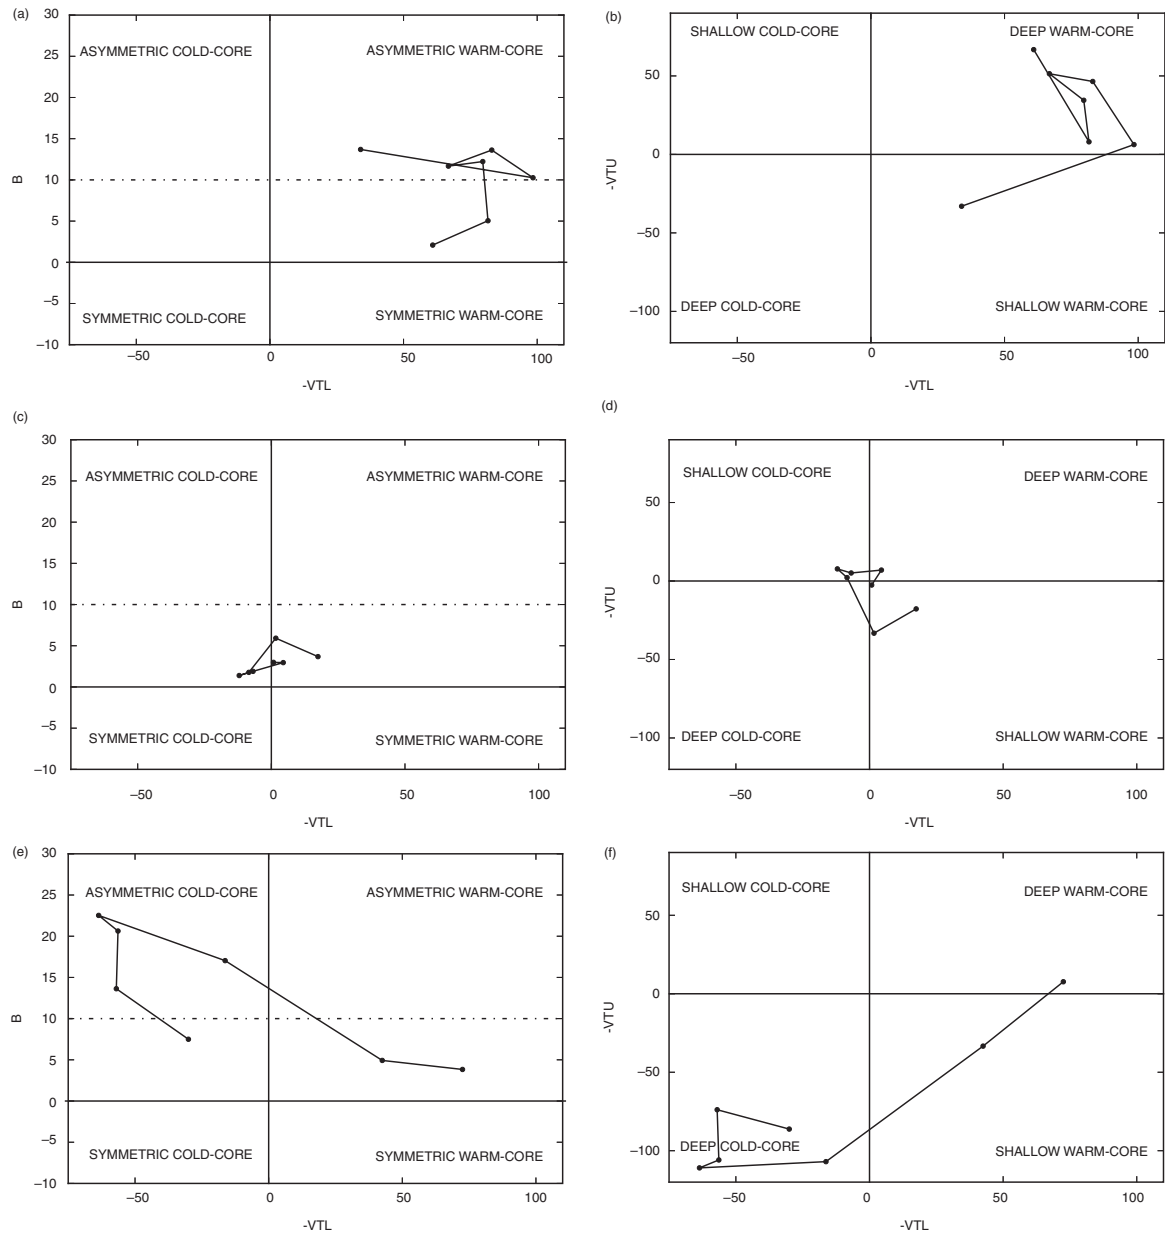 (a)
30
25
20
15
10
5
0
–5
–10
B
ASYMMETRIC COLD-CORE
ASYMMETRIC WARM-CORE
SYMMETRIC COLD-CORE
SYMMETRIC WARM-CORE
–50
0
50
100
-VTL
(b)
50
0
–50
–100
-VTU
SHALLOW COLD-CORE
DEEP WARM-CORE
DEEP COLD-CORE
SHALLOW WARM-CORE
–50
0
50
100
-VTL
(c)
30
25
20
15
10
5
0
–5
–10
B
ASYMMETRIC COLD-CORE
ASYMMETRIC WARM-CORE
SYMMETRIC COLD-CORE
SYMMETRIC WARM-CORE
–50
0
50
100
-VTL
(d)
50
0
–50
–100
-VTU
SHALLOW COLD-CORE
DEEP WARM-CORE
DEEP COLD-CORE
SHALLOW WARM-CORE
–50
0
50
100
-VTL
(e)
30
25
20
15
10
5
0
–5
–10
B
ASYMMETRIC COLD-CORE
ASYMMETRIC WARM-CORE
SYMMETRIC COLD-CORE
SYMMETRIC WARM-CORE
–50
0
50
100
-VTL
(f)
50
0
–50
–100
-VTU
SHALLOW COLD-CORE
DEEP WARM-CORE
DEEP COLD-CORE
SHALLOW WARM-CORE
–50
0
50
100
-VTL